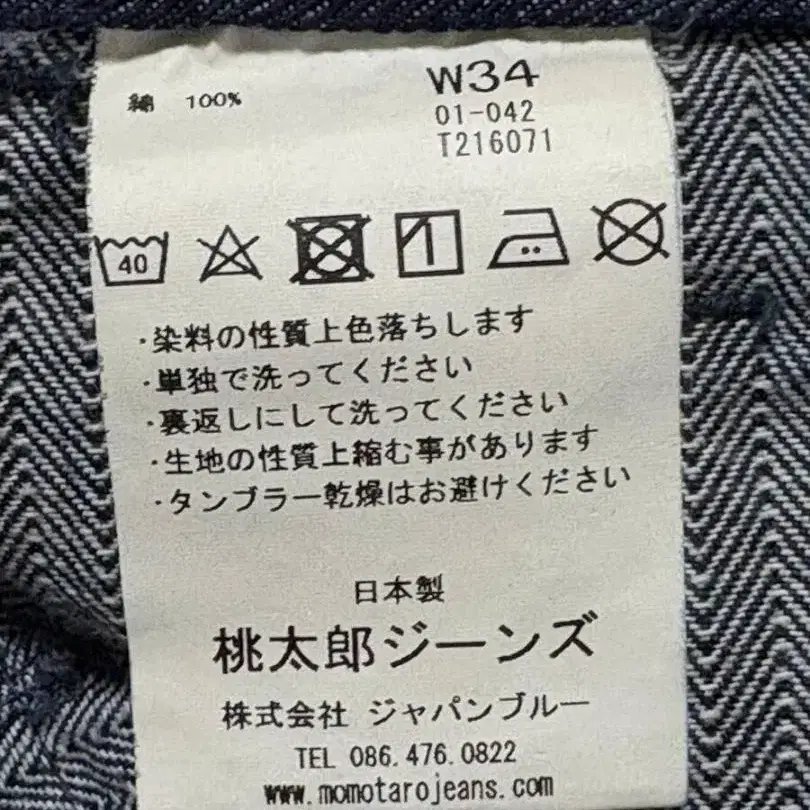 綿 100%
W34
01-042
T216071
40
・染料の性質上色落ちします
・単独で洗ってください
・裏返しにして洗ってください
・生地の性質上縮む事があります
・タンブラー乾燥はお避けください
日本製
桃太郎ジーンズ
株式会社 ジャパンブルー
TEL 086.476.0822
www.momotarojeans.com